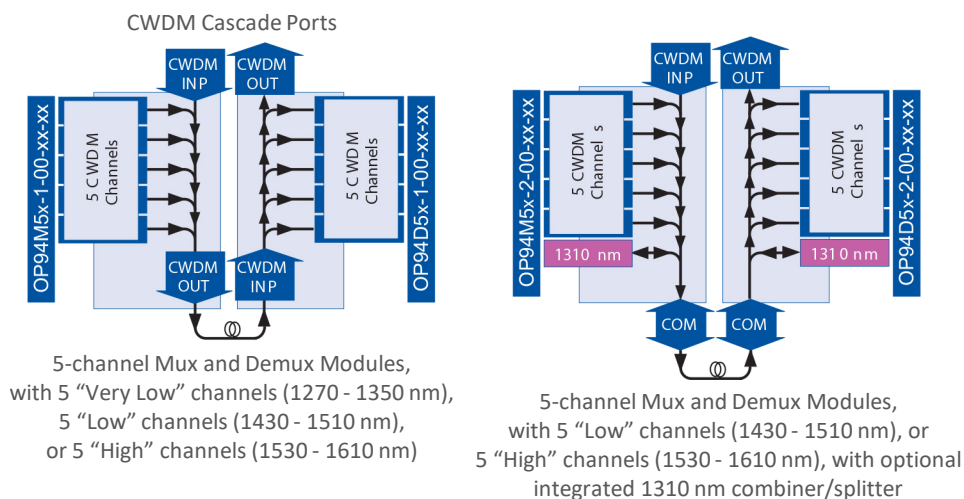 CWDM Cascade Ports
CWDM
INP
CWDM
OUT
OP94M5x-1-00-xx-xx
5 CWDM
Channels
5 CWDM
Channels
OP94D5x-1-00-xx-xx
CWDM
OUT
CWDM
INP
5-channel Mux and Demux Modules,
with 5 “Very Low” channels (1270 - 1350 nm),
5 “Low” channels (1430 - 1510 nm),
or 5 “High” channels (1530 - 1610 nm)
CWDM
INP
CWDM
OUT
OP94M5x-2-00-xx-xx
5 CWDM
Channel s
5 CWDM
Channel s
OP94D5x-2-00-xx-xx
1310 nm
1310 nm
COM
COM
5-channel Mux and Demux Modules,
with 5 “Low” channels (1430 - 1510 nm), or
5 “High” channels (1530 - 1610 nm), with optional
integrated 1310 nm combiner/splitter